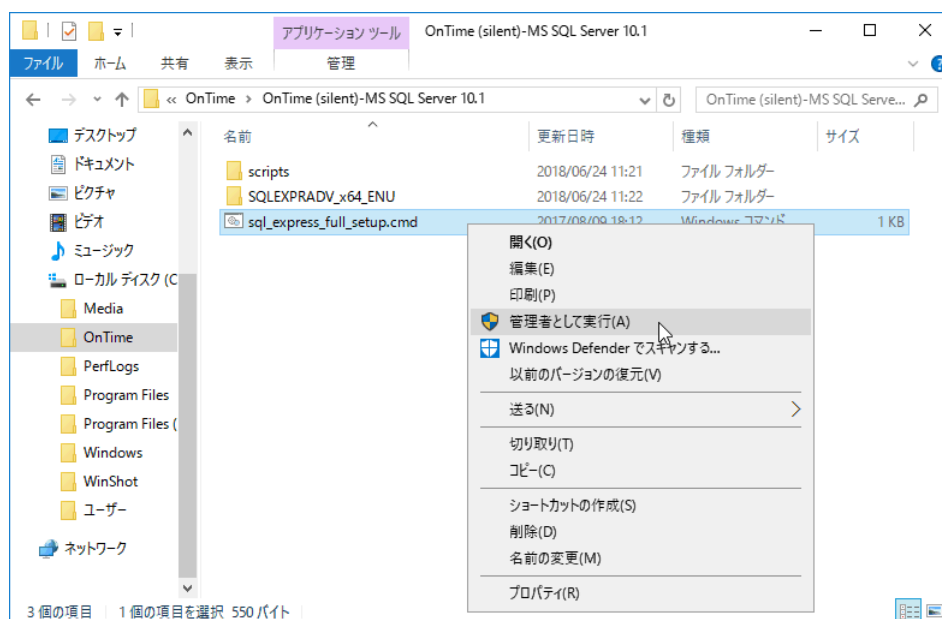 アプリケーション ツール
OnTime (silent)-MS SQL Server 10.1
ファイル
ホーム
共有
表示
管理
« OnTime › OnTime (silent)-MS SQL Server 10.1
OnTime (silent)-MS SQL Serve...
デスクトップ
ドキュメント
ピクチャ
ビデオ
ミュージック
ローカル ディスク (C
Media
OnTime
PerfLogs
Program Files
Program Files (
Windows
WinShot
ユーザー
ネットワーク
名前 更新日時 種類 サイズ
scripts 2018/06/24 11:21 ファイル フォルダー
SQLEXPRADV_x64_ENU 2018/06/24 11:22 ファイル フォルダー
sql_express_full_setup.cmd 2017/08/09 18:12 Windows コマンド 1 KB
開く(O)
編集(E)
印刷(P)
管理者として実行(A)
Windows Defender でスキャンする...
以前のバージョンの復元(V)
送る(N)
切り取り(T)
コピー(C)
ショートカットの作成(S)
削除(D)
名前の変更(M)
プロパティ(R)
3 個の項目 1 個の項目を選択 550 バイト